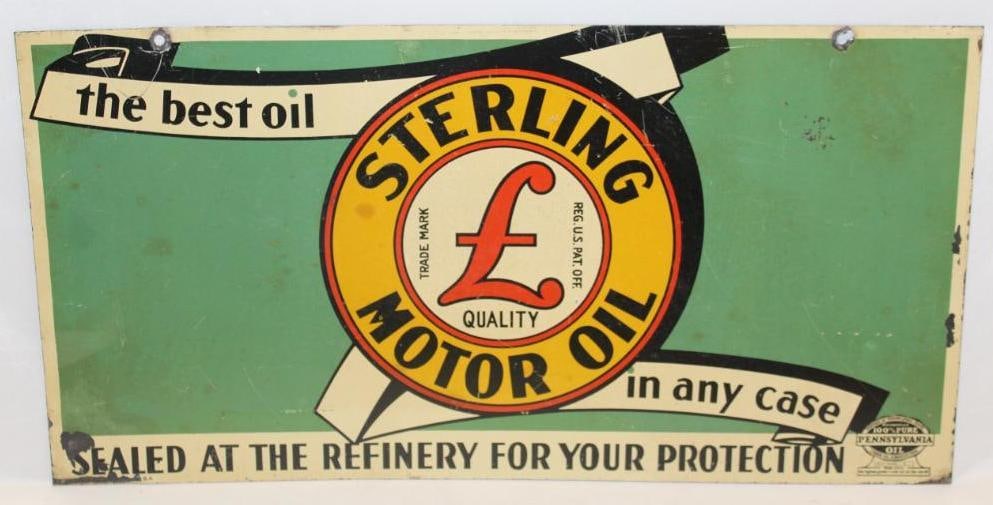 the best oil
STERLING
TRADE MARK
£
REG. U.S. PAT. OFF.
QUALITY
MOTOR OIL
in any case
SEALED AT THE REFINERY FOR YOUR PROTECTION
100% PURE
PENNSYLVANIA
OIL